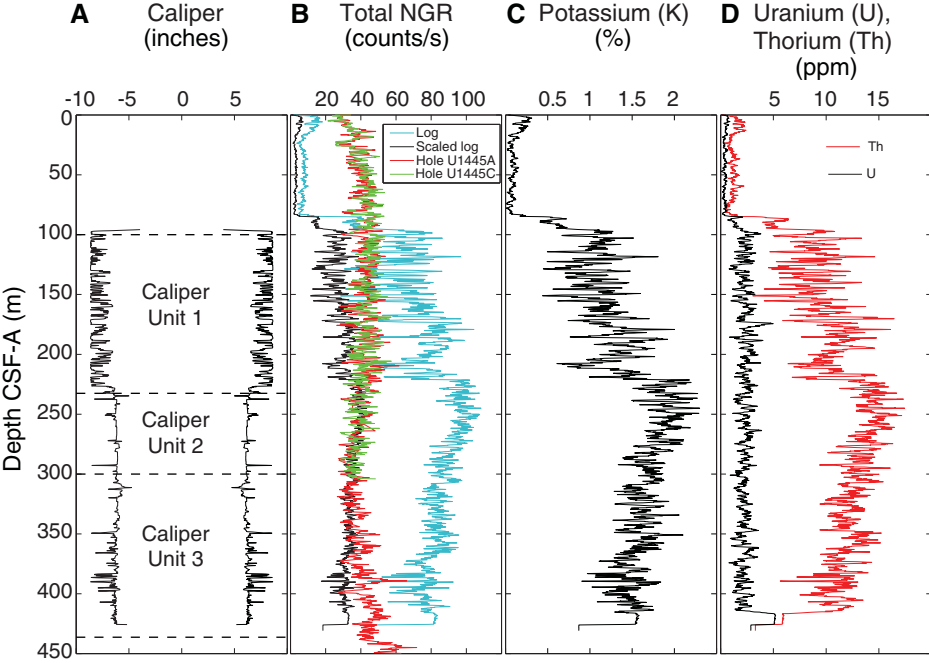 A Caliper
(inches)
B Total NGR
(counts/s)
C Potassium (K)
(%)
D Uranium (U),
Thorium (Th)
(ppm)
-10 -5 0 5
20 40 60 80 100
0.5 1 1.5 2
5 10 15
Depth CSF-A (m)
0
50
100
150
200
250
300
350
400
450
Caliper
Unit 1
Caliper
Unit 2
Caliper
Unit 3
Log
Scaled log
Hole U1445A
Hole U1445C
Th
U